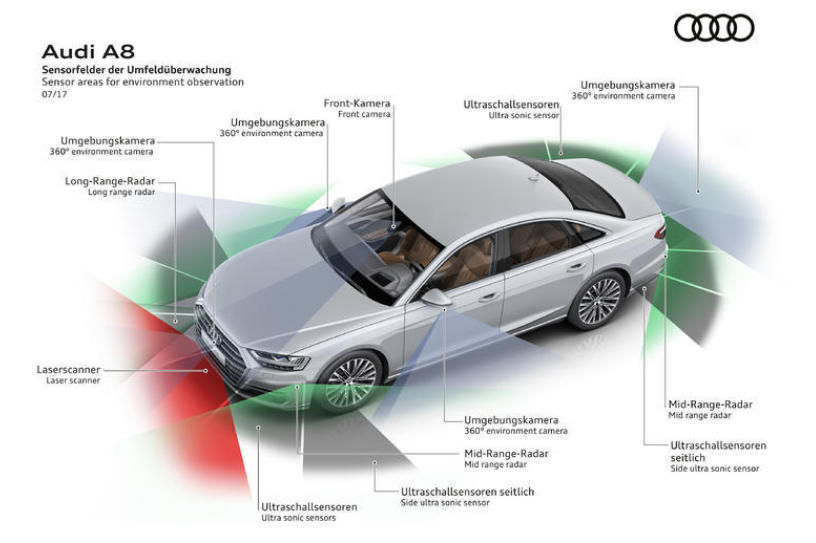 Audi A8
Sensorfelder der Umfeldüberwachung
Sensor areas for environment observation
07/17
Umgebungskamera
360° environment camera
Front-Kamera
Front camera
Ultraschallsensoren
Ultra sonic sensor
Umgebungskamera
360° environment camera
Umgebungskamera
360° environment camera
Long-Range-Radar
Long range radar
Laserscanner
Laser scanner
Umgebungskamera
360° environment camera
Mid-Range-Radar
Mid range radar
Mid-Range-Radar
Mid range radar
Ultraschallsensoren
seitlich
Side ultra sonic sensor
Ultraschallsensoren seitlich
Side ultra sonic sensor
Ultraschallsensoren
Ultra sonic sensors